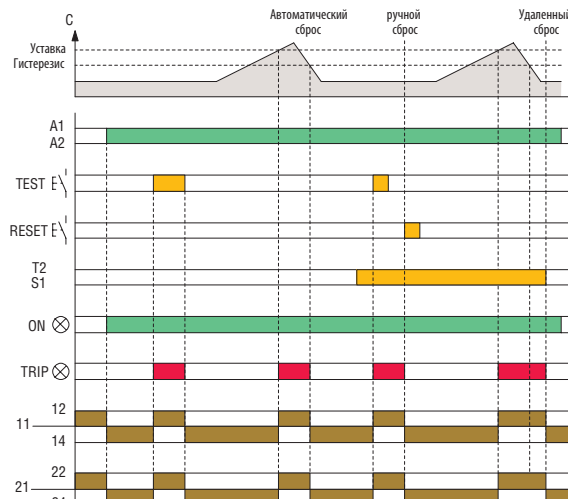 C
Автоматический сброс
ручной сброс
Удаленный сброс
Уставка
Гистерезис
A1
A2
TEST E
RESET E
T2
S1
ON
TRIP
12
11
14
22
21